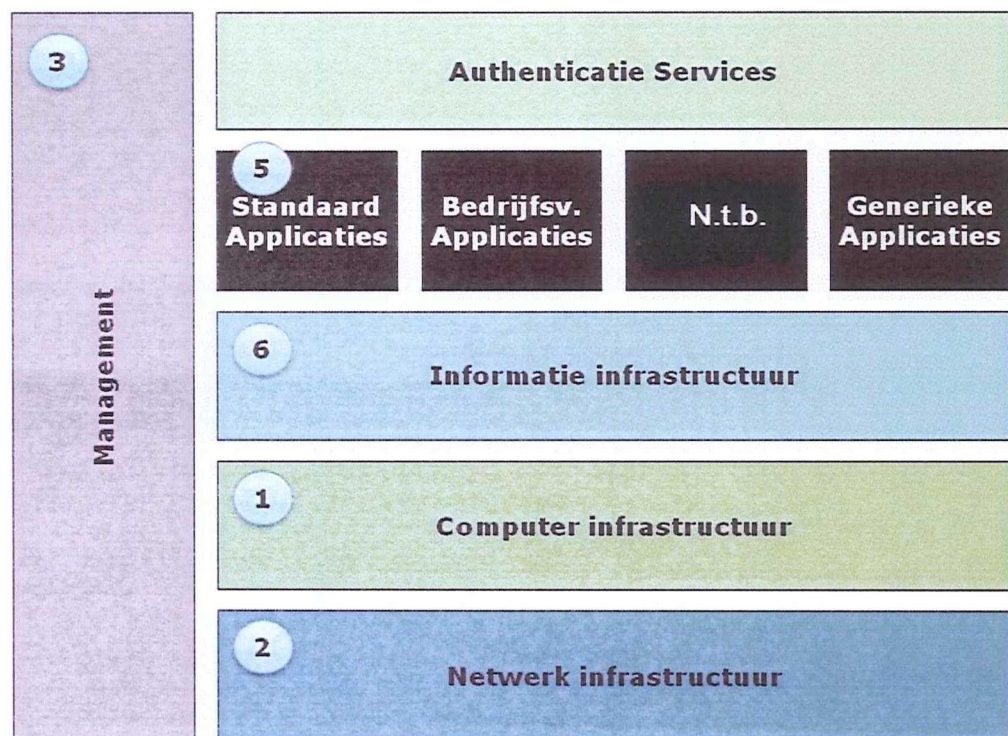 3
Management
Authenticatie Services
5
Standaard
Applicaties
Bedrijfsv.
Applicaties
N.t.b.
Generieke
Applicaties
6
Informatie infrastructuur
1
Computer infrastructuur
2
Netwerk infrastructuur